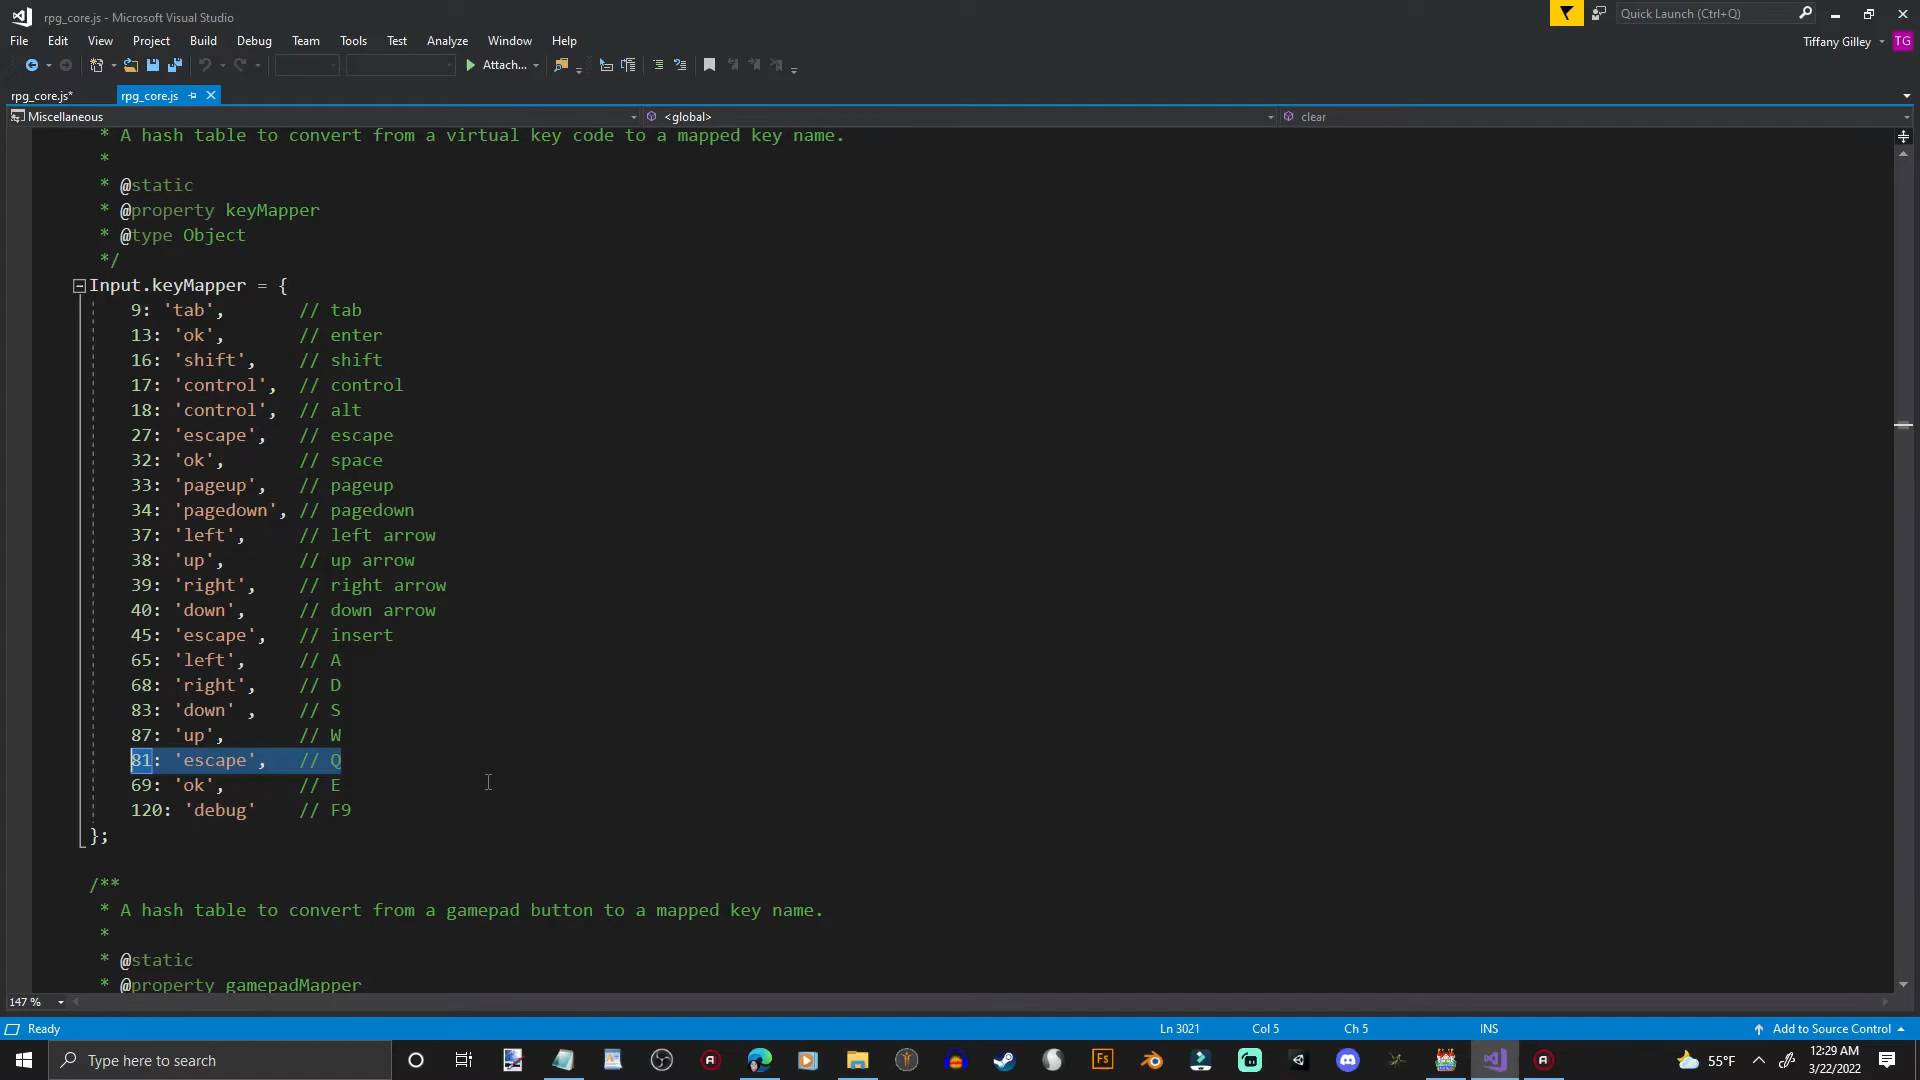 rpg_core.js - Microsoft Visual Studio
Quick Launch (Ctrl+Q)
File Edit View Project Build Debug Team Tools Test Analyze Window Help
Tiffany Gilley TG
Attach...
rpg_core.js* rpg_core.js
Miscellaneous <global> clear
* A hash table to convert from a virtual key code to a mapped key name.
*
* @static
* @property keyMapper
* @type Object
*/
Input.keyMapper = {
9: 'tab', // tab
13: 'ok', // enter
16: 'shift', // shift
17: 'control', // control
18: 'control', // alt
27: 'escape', // escape
32: 'ok', // space
33: 'pageup', // pageup
34: 'pagedown', // pagedown
37: 'left', // left arrow
38: 'up', // up arrow
39: 'right', // right arrow
40: 'down', // down arrow
45: 'escape', // insert
65: 'left', // A
68: 'right', // D
83: 'down' , // S
87: 'up', // W
81: 'escape', // Q
69: 'ok', // E
120: 'debug' // F9
};
/**
* A hash table to convert from a gamepad button to a mapped key name.
*
* @static
* @property gamepadMapper
147 %
Ready Ln 3021 Col 5 Ch 5 INS Add to Source Control
Type here to search
Fs
55°F
12:29 AM
3/22/2022